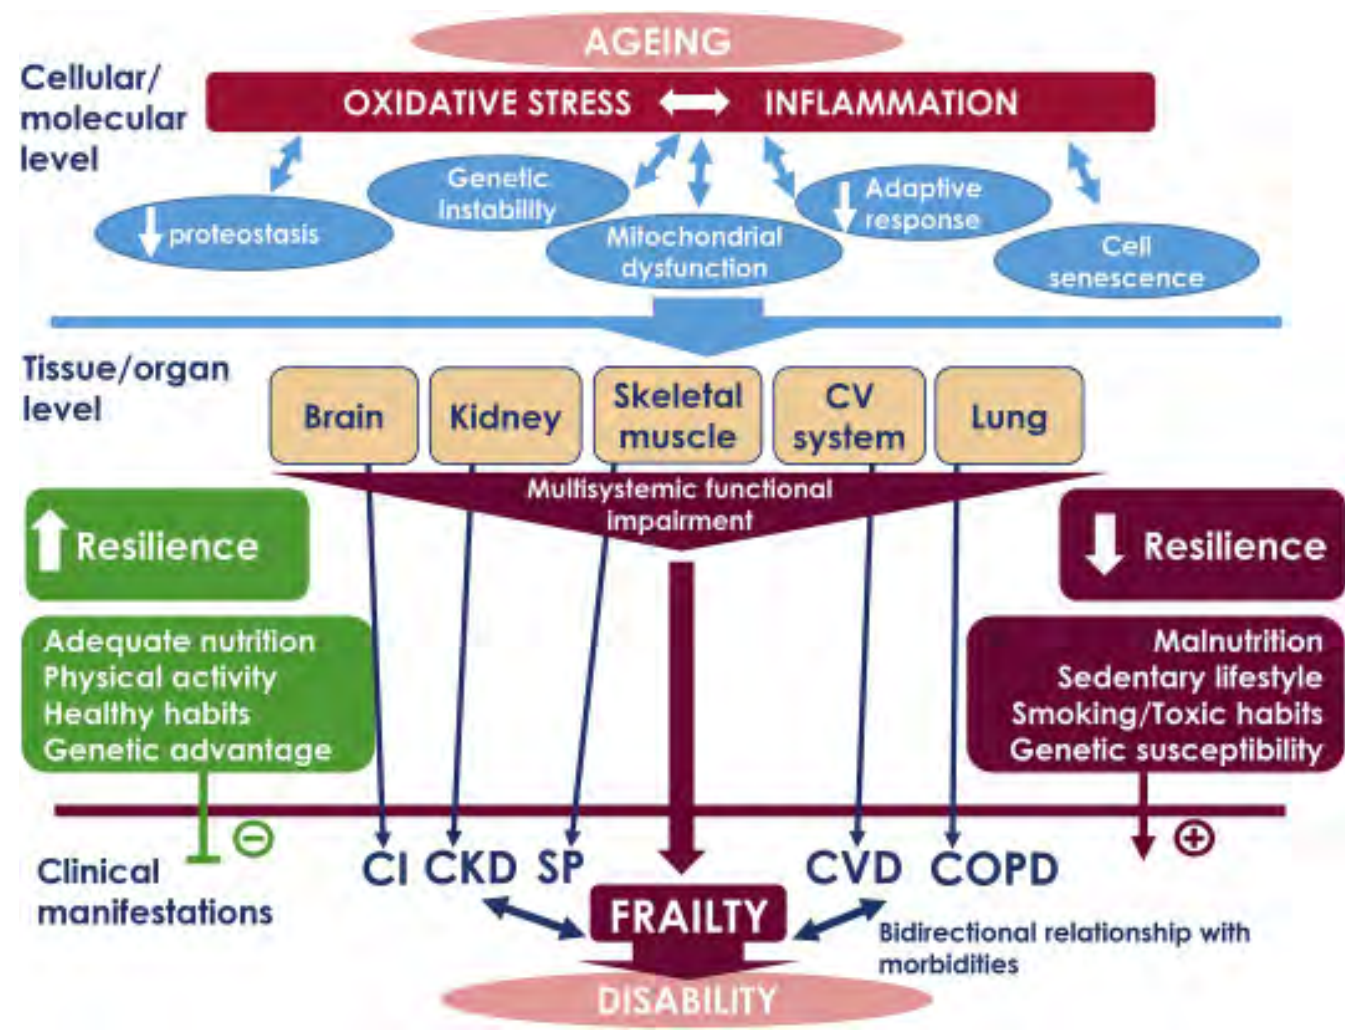 AGEING
Cellular/
molecular
level
OXIDATIVE STRESS
INFLAMMATION
proteostasis
Genetic
instability
Mitochondrial
dysfunction
Adaptive
response
Cell
senescence
Tissue/organ
level
Brain
Kidney
Skeletal
muscle
CV
system
Lung
Multisystemic functional
impairment
Resilience
Adequate nutrition
Physical activity
Healthy habits
Genetic advantage
Resilience
Malnutrition
Sedentary lifestyle
Smoking/Toxic habits
Genetic susceptibility
Clinical
manifestations
CI CKD SP
CVD COPD
FRAILTY
Bidirectional relationship with
morbidities
DISABILITY